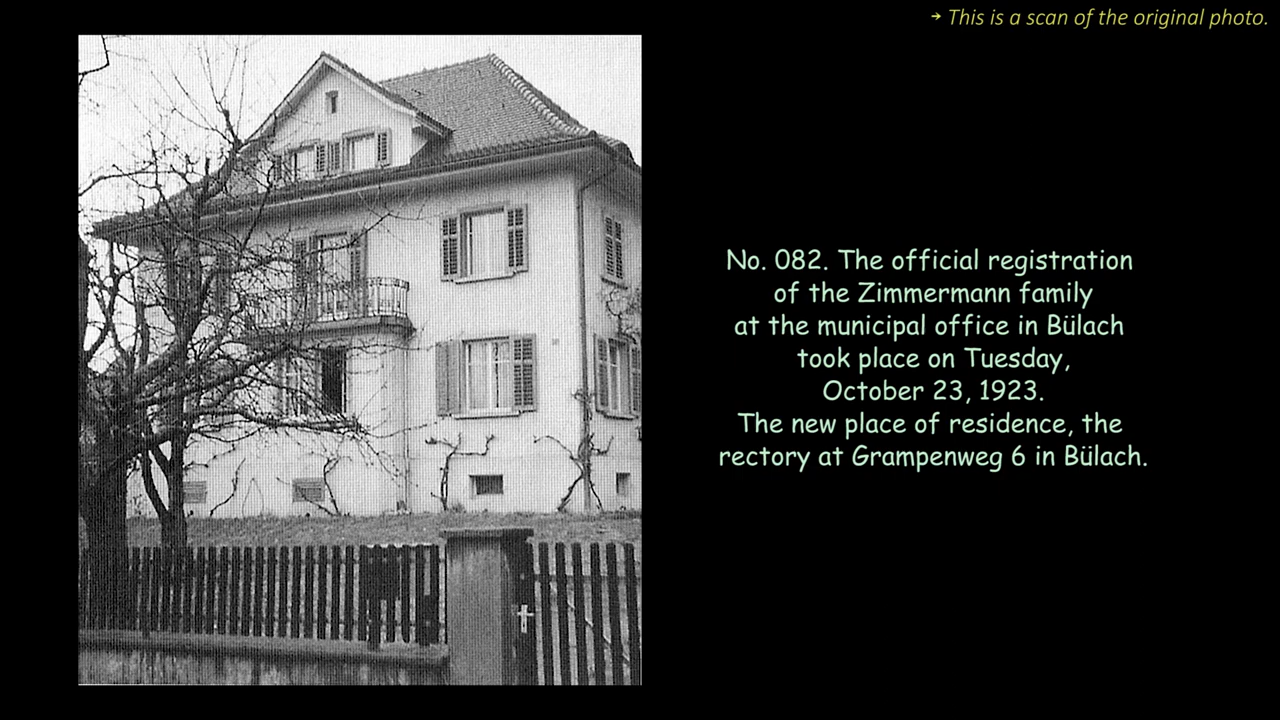 → This is a scan of the original photo.
No. 082. The official registration
of the Zimmermann family
at the municipal office in Bülach
took place on Tuesday,
October 23, 1923.
The new place of residence, the
rectory at Grampenweg 6 in Bülach.